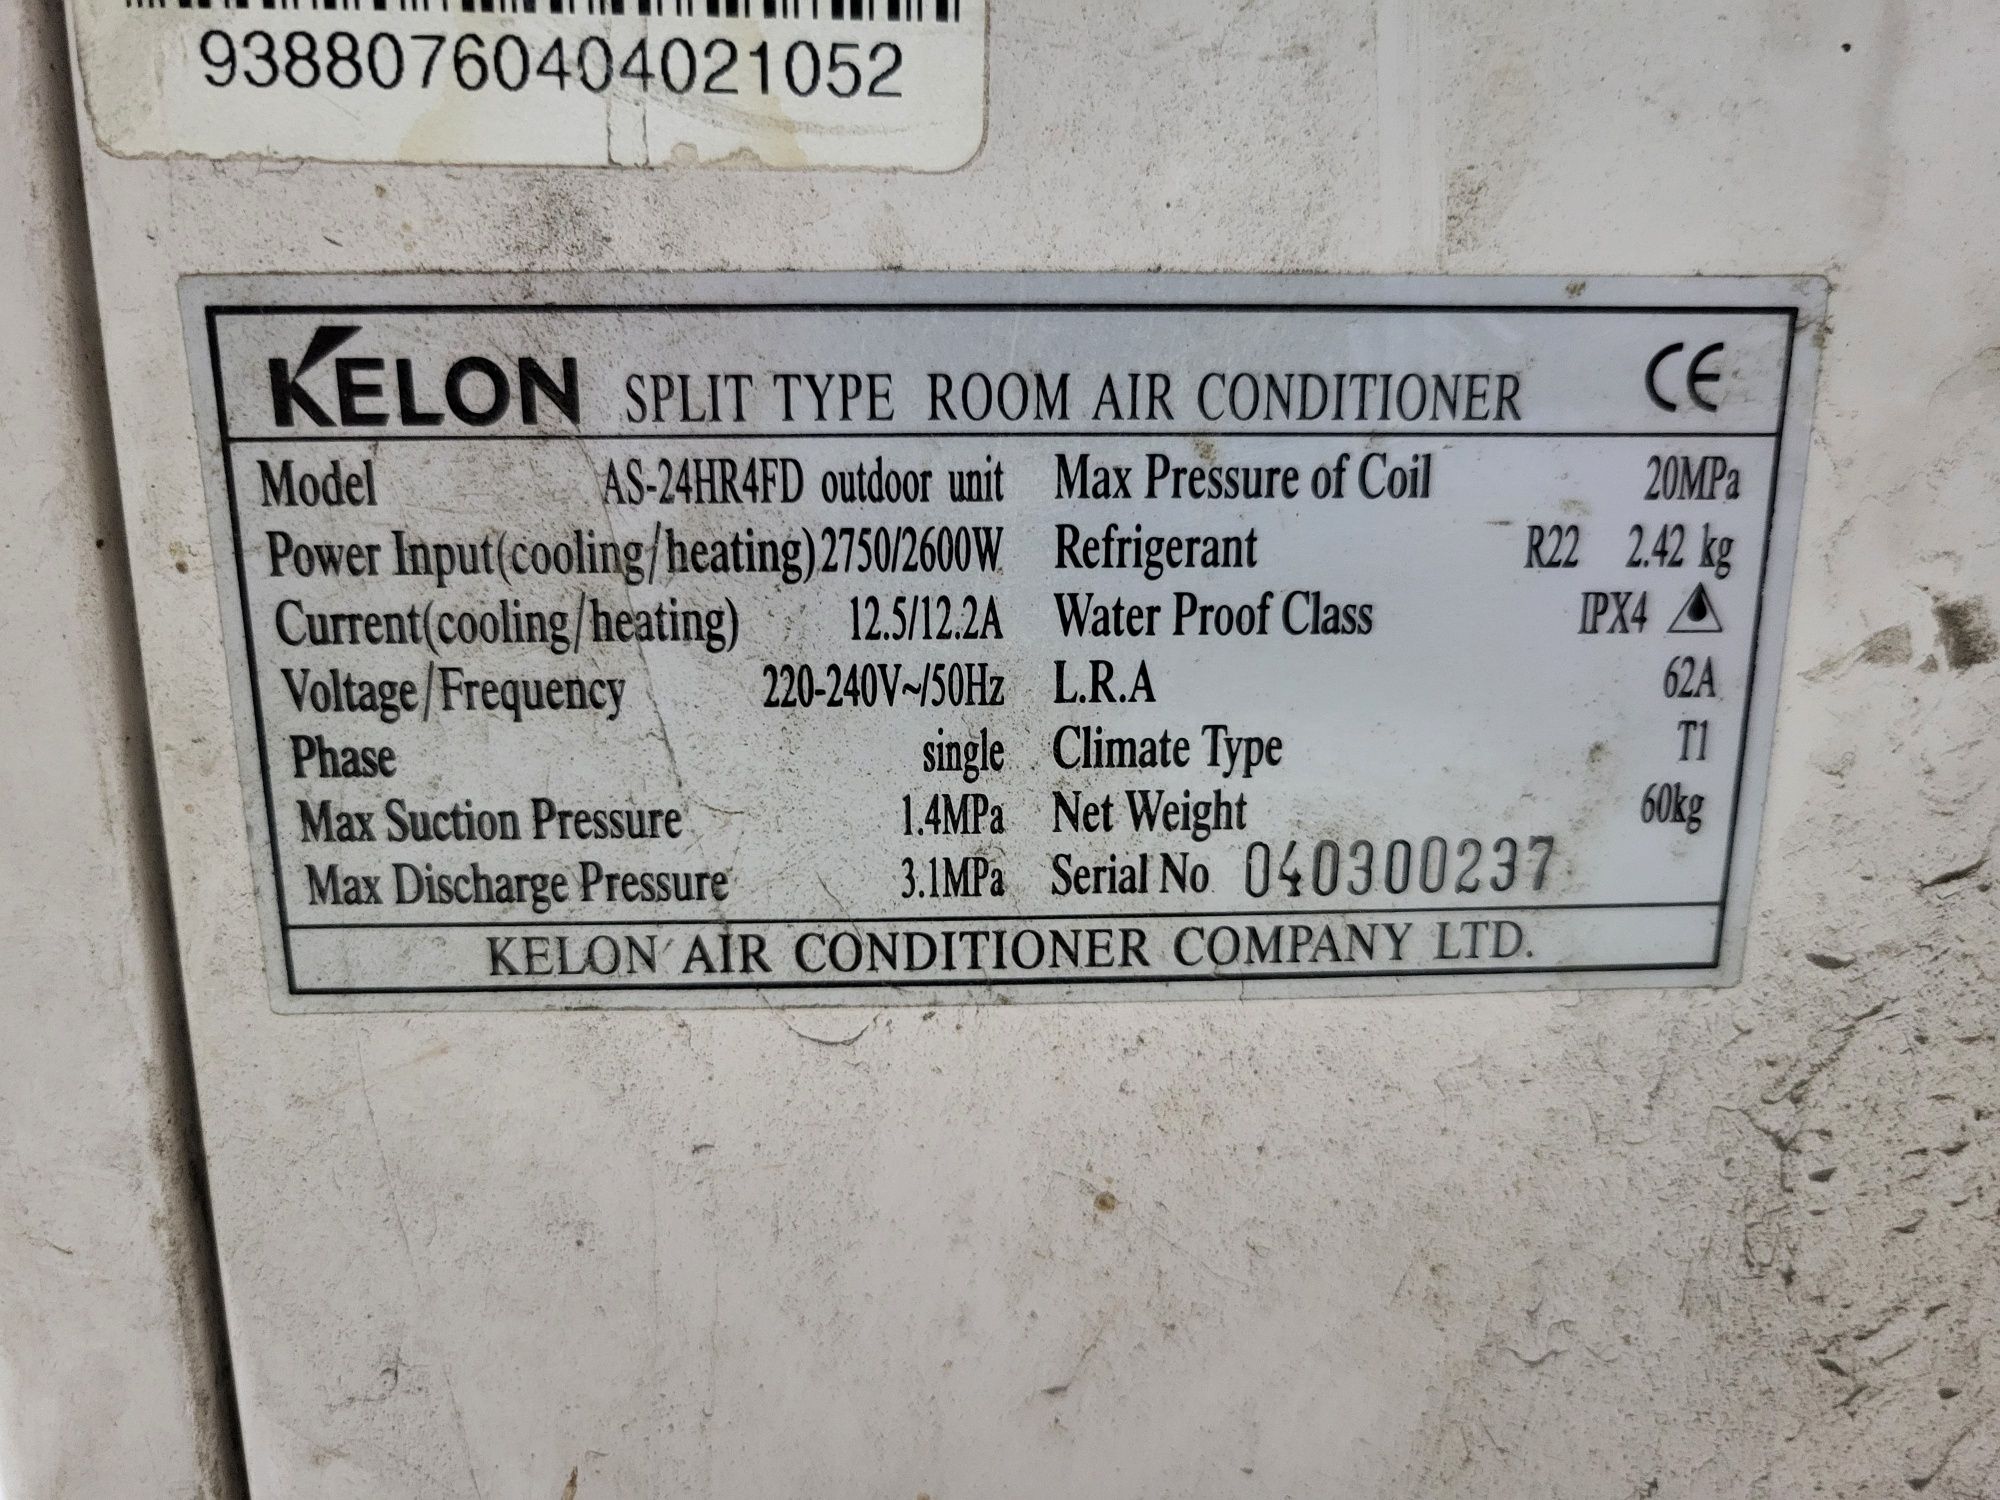 93880760404021052
KELON SPLIT TYPE ROOM AIR CONDITIONER CE
Model AS-24HR4FD outdoor unit
Power Input(cooling/heating) 2750/2600W
Current(cooling/heating) 12.5/12.2A
Voltage/Frequency 220-240V~/50Hz
Phase single
Max Suction Pressure 1.4MPa
Max Discharge Pressure 3.1MPa
Max Pressure of Coil 20MPa
Refrigerant R22 2.42 kg
Water Proof Class IPX4
L.R.A 62A
Climate Type T1
Net Weight 60kg
Serial No 040300237
KELON AIR CONDITIONER COMPANY LTD.